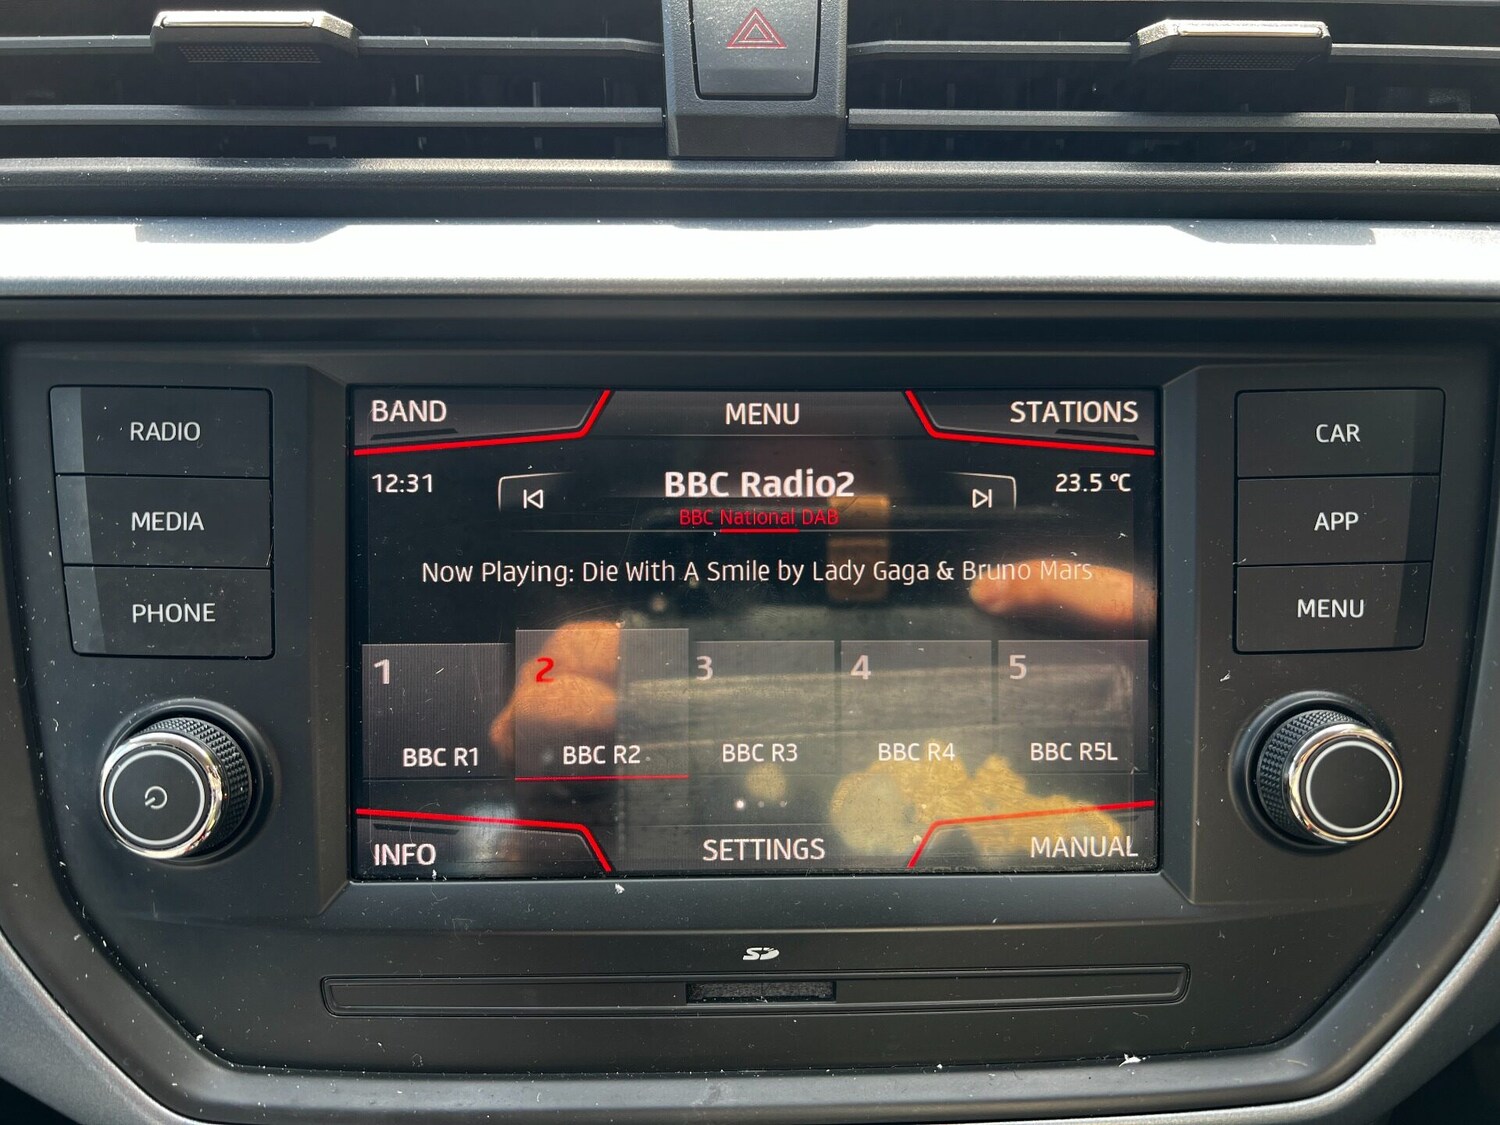 RADIO
MEDIA
PHONE
BAND
MENU
STATIONS
12:31
BBC Radio2
23.5 °C
BBC National DAB
Now Playing: Die With A Smile by Lady Gaga & Bruno Mars
1
2
3
4
5
BBC R1
BBC R2
BBC R3
BBC R4
BBC R5L
INFO
SETTINGS
MANUAL
CAR
APP
MENU
SD